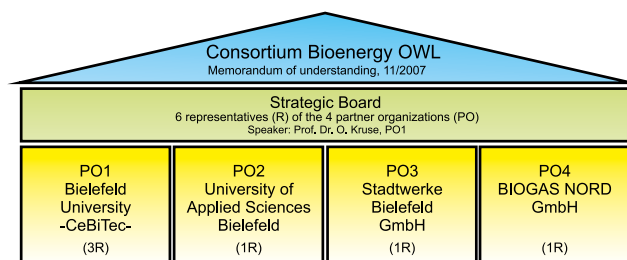 Consortium Bioenergy OWL
Memorandum of understanding, 11/2007
Strategic Board
6 representatives (R) of the 4 partner organizations (PO)
Speaker: Prof. Dr. O. Kruse, PO1
PO1
Bielefeld
University
-CeBiTec-
(3R)
PO2
University of
Applied Sciences
Bielefeld
(1R)
PO3
Stadtwerke
Bielefeld
GmbH
(1R)
PO4
BIOGAS NORD
GmbH
(1R)